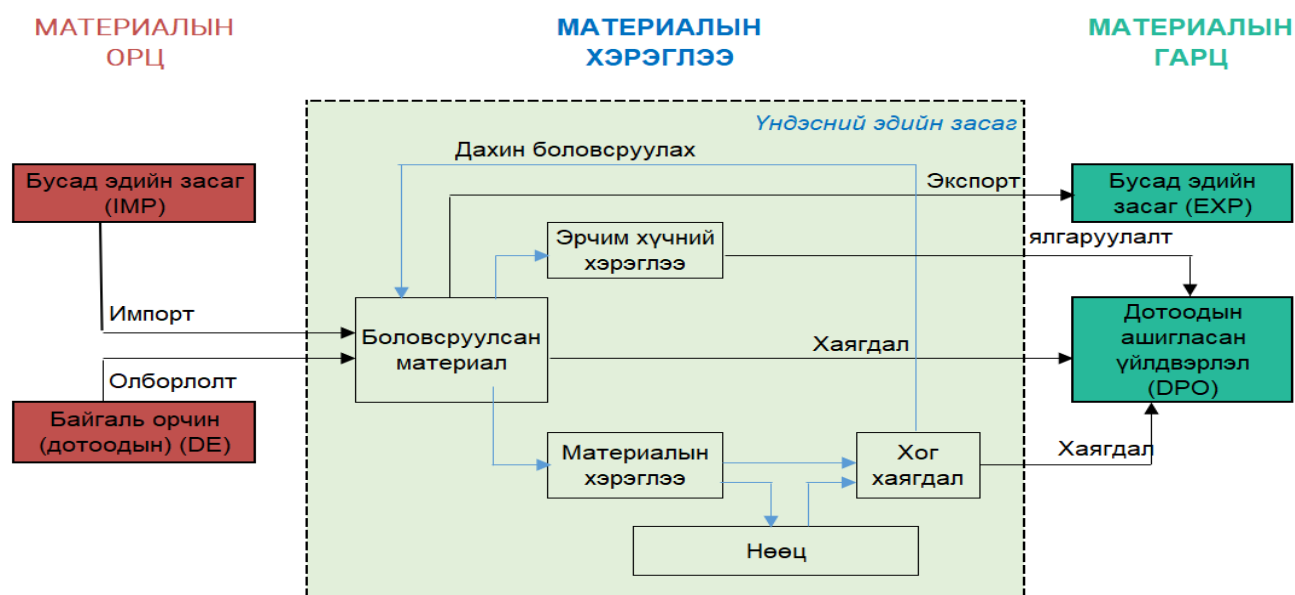 МАТЕРИАЛЫН
ОРЦ
МАТЕРИАЛЫН
ХЭРЭГЛЭЭ
МАТЕРИАЛЫН
ГАРЦ
Үндэсний эдийн засаг
Дахин боловсруулах
Бусад эдийн засаг
(IMP)
Экспорт
Бусад эдийн
засаг (EXP)
Эрчим хүчний
хэрэглээ
ялгаруулалт
Импорт
Боловсруулсан
материал
Хаягдал
Дотоодын
ашигласан
үйлдвэрлэл
(DPO)
Олборлолт
Байгаль орчин
(дотоодын) (DE)
Материалын
хэрэглээ
Хог
хаягдал
Хаягдал
Нөөц